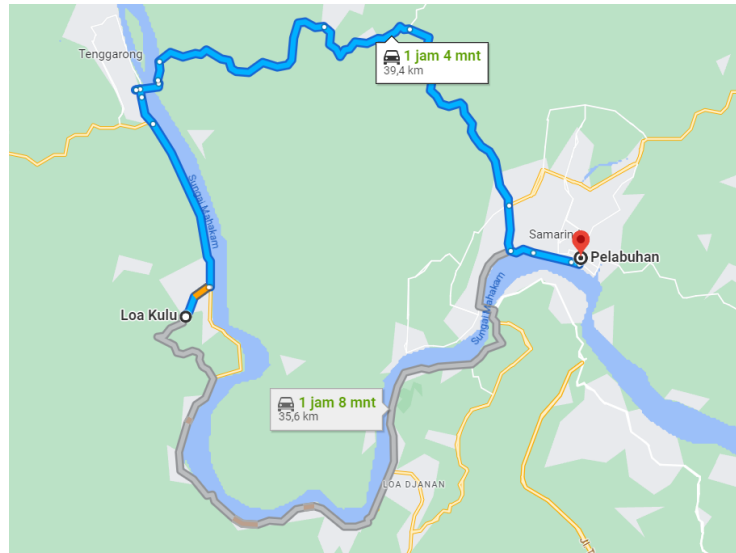 Tenggarong
1 jam 4 mnt
39,4 km
Sungai Mahakam
Samarin
Pelabuhan
Sungai Mahakam
Loa Kulu
1 jam 8 mnt
35,6 km
LOA DJANAN